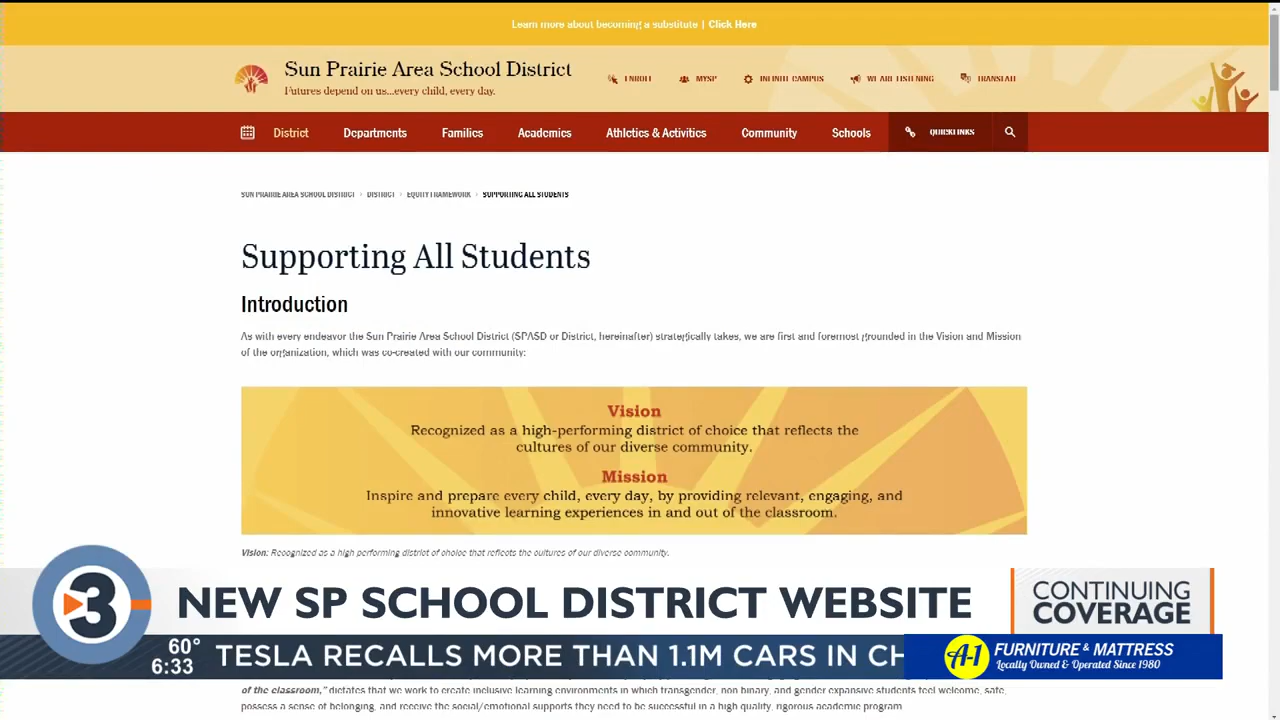 Learn more about becoming a substitute | Click Here
Sun Prairie Area School District
Futures depend on us...every child, every day.
ENROLL
MYSP
INFINITE CAMPUS
WE ARE LISTENING
TRANSLATE
District
Departments
Families
Academics
Athletics & Activities
Community
Schools
QUICKLINKS
SUN PRAIRIE AREA SCHOOL DISTRICT › DISTRICT › EQUITY FRAMEWORK › SUPPORTING ALL STUDENTS
Supporting All Students
Introduction
As with every endeavor the Sun Prairie Area School District (SPASD or District, hereinafter) strategically takes, we are first and foremost grounded in the Vision and Mission
of the organization, which was co-created with our community:
Vision
Recognized as a high-performing district of choice that reflects the
cultures of our diverse community.
Mission
Inspire and prepare every child, every day, by providing relevant, engaging, and
innovative learning experiences in and out of the classroom.
Vision: Recognized as a high performing district of choice that reflects the cultures of our diverse community.
3
NEW SP SCHOOL DISTRICT WEBSITE
CONTINUING
COVERAGE
60°
6:33
TESLA RECALLS MORE THAN 1.1M CARS IN CH
A-1
FURNITURE & MATTRESS
Locally Owned & Operated Since 1980
of the classroom," dictates that we work to create inclusive learning environments in which transgender, non binary, and gender expansive students feel welcome, safe,
possess a sense of belonging, and receive the social/emotional supports they need to be successful in a high quality, rigorous academic program